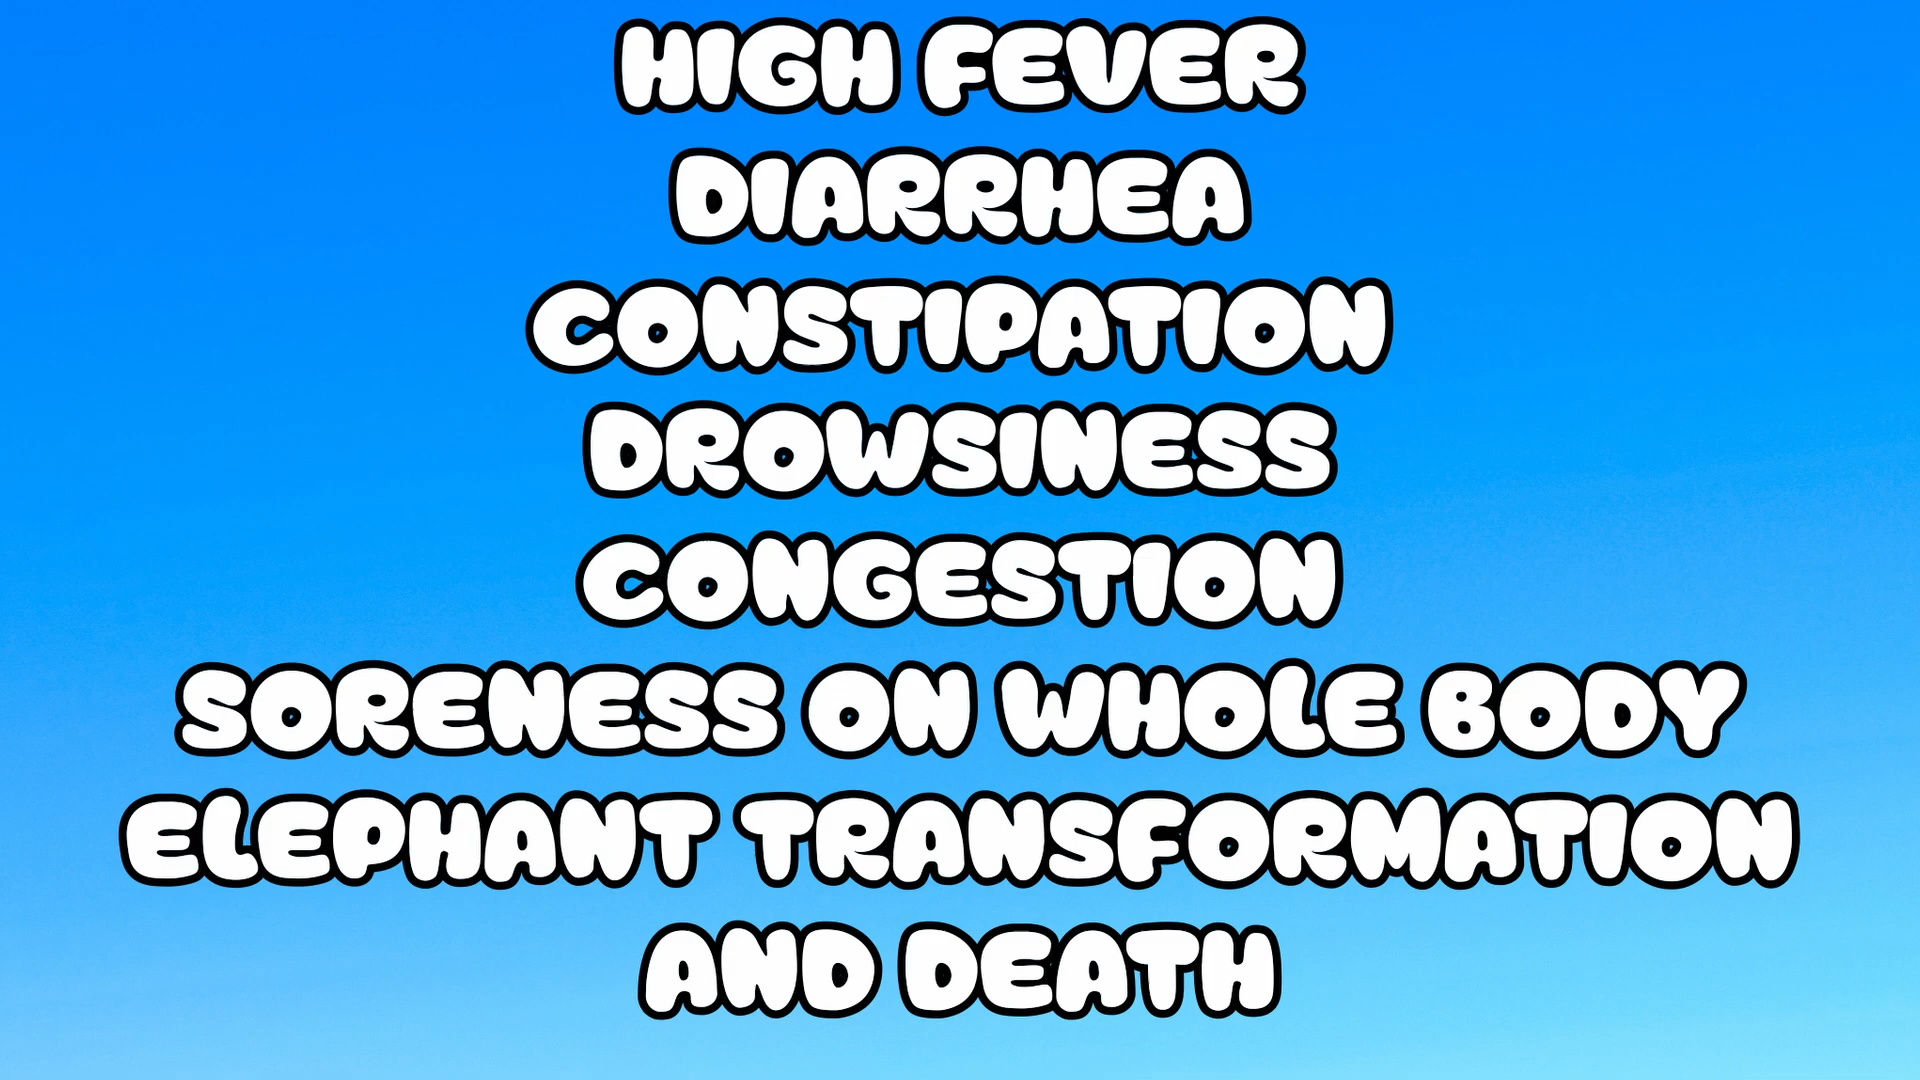 HIGH FEVER
DIARRHEA
CONSTIPATION
DROWSINESS
CONGESTION
SORENESS ON WHOLE BODY
ELEPHANT TRANSFORMATION
AND DEATH